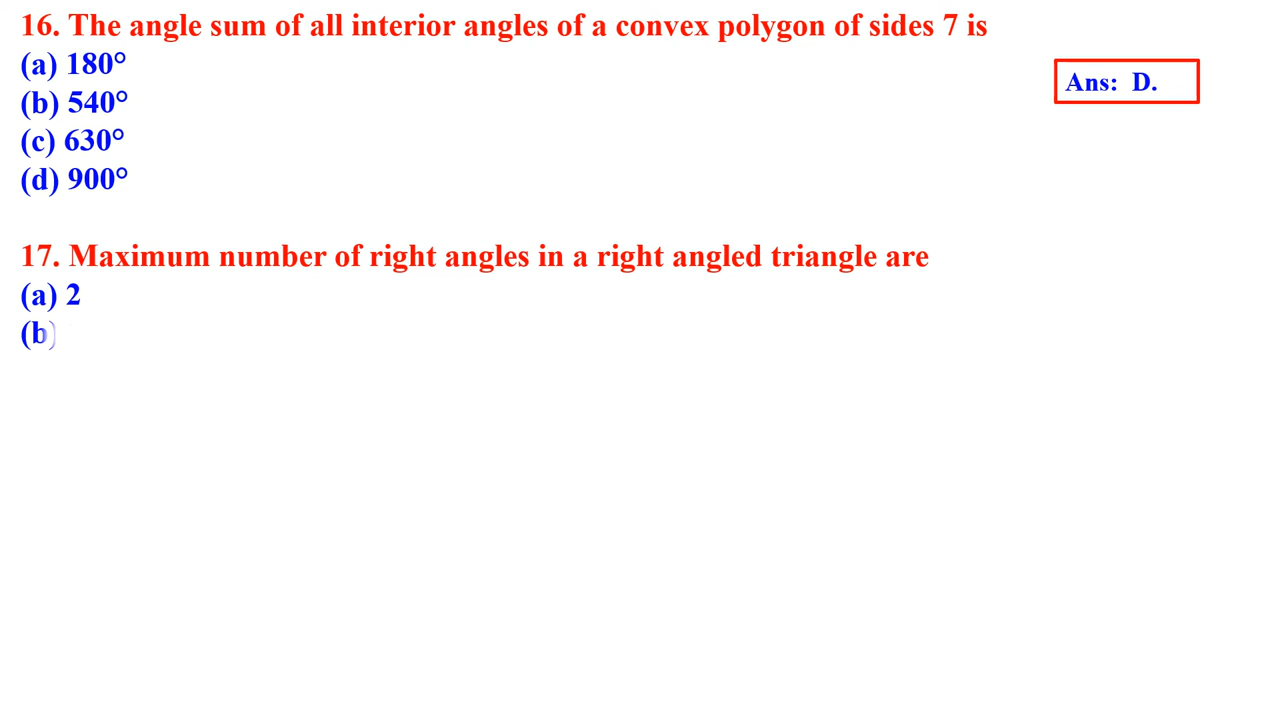 16. The angle sum of all interior angles of a convex polygon of sides 7 is
(a) 180°
Ans: D.
(b) 540°
(c) 630°
(d) 900°
17. Maximum number of right angles in a right angled triangle are
(a) 2
(b)